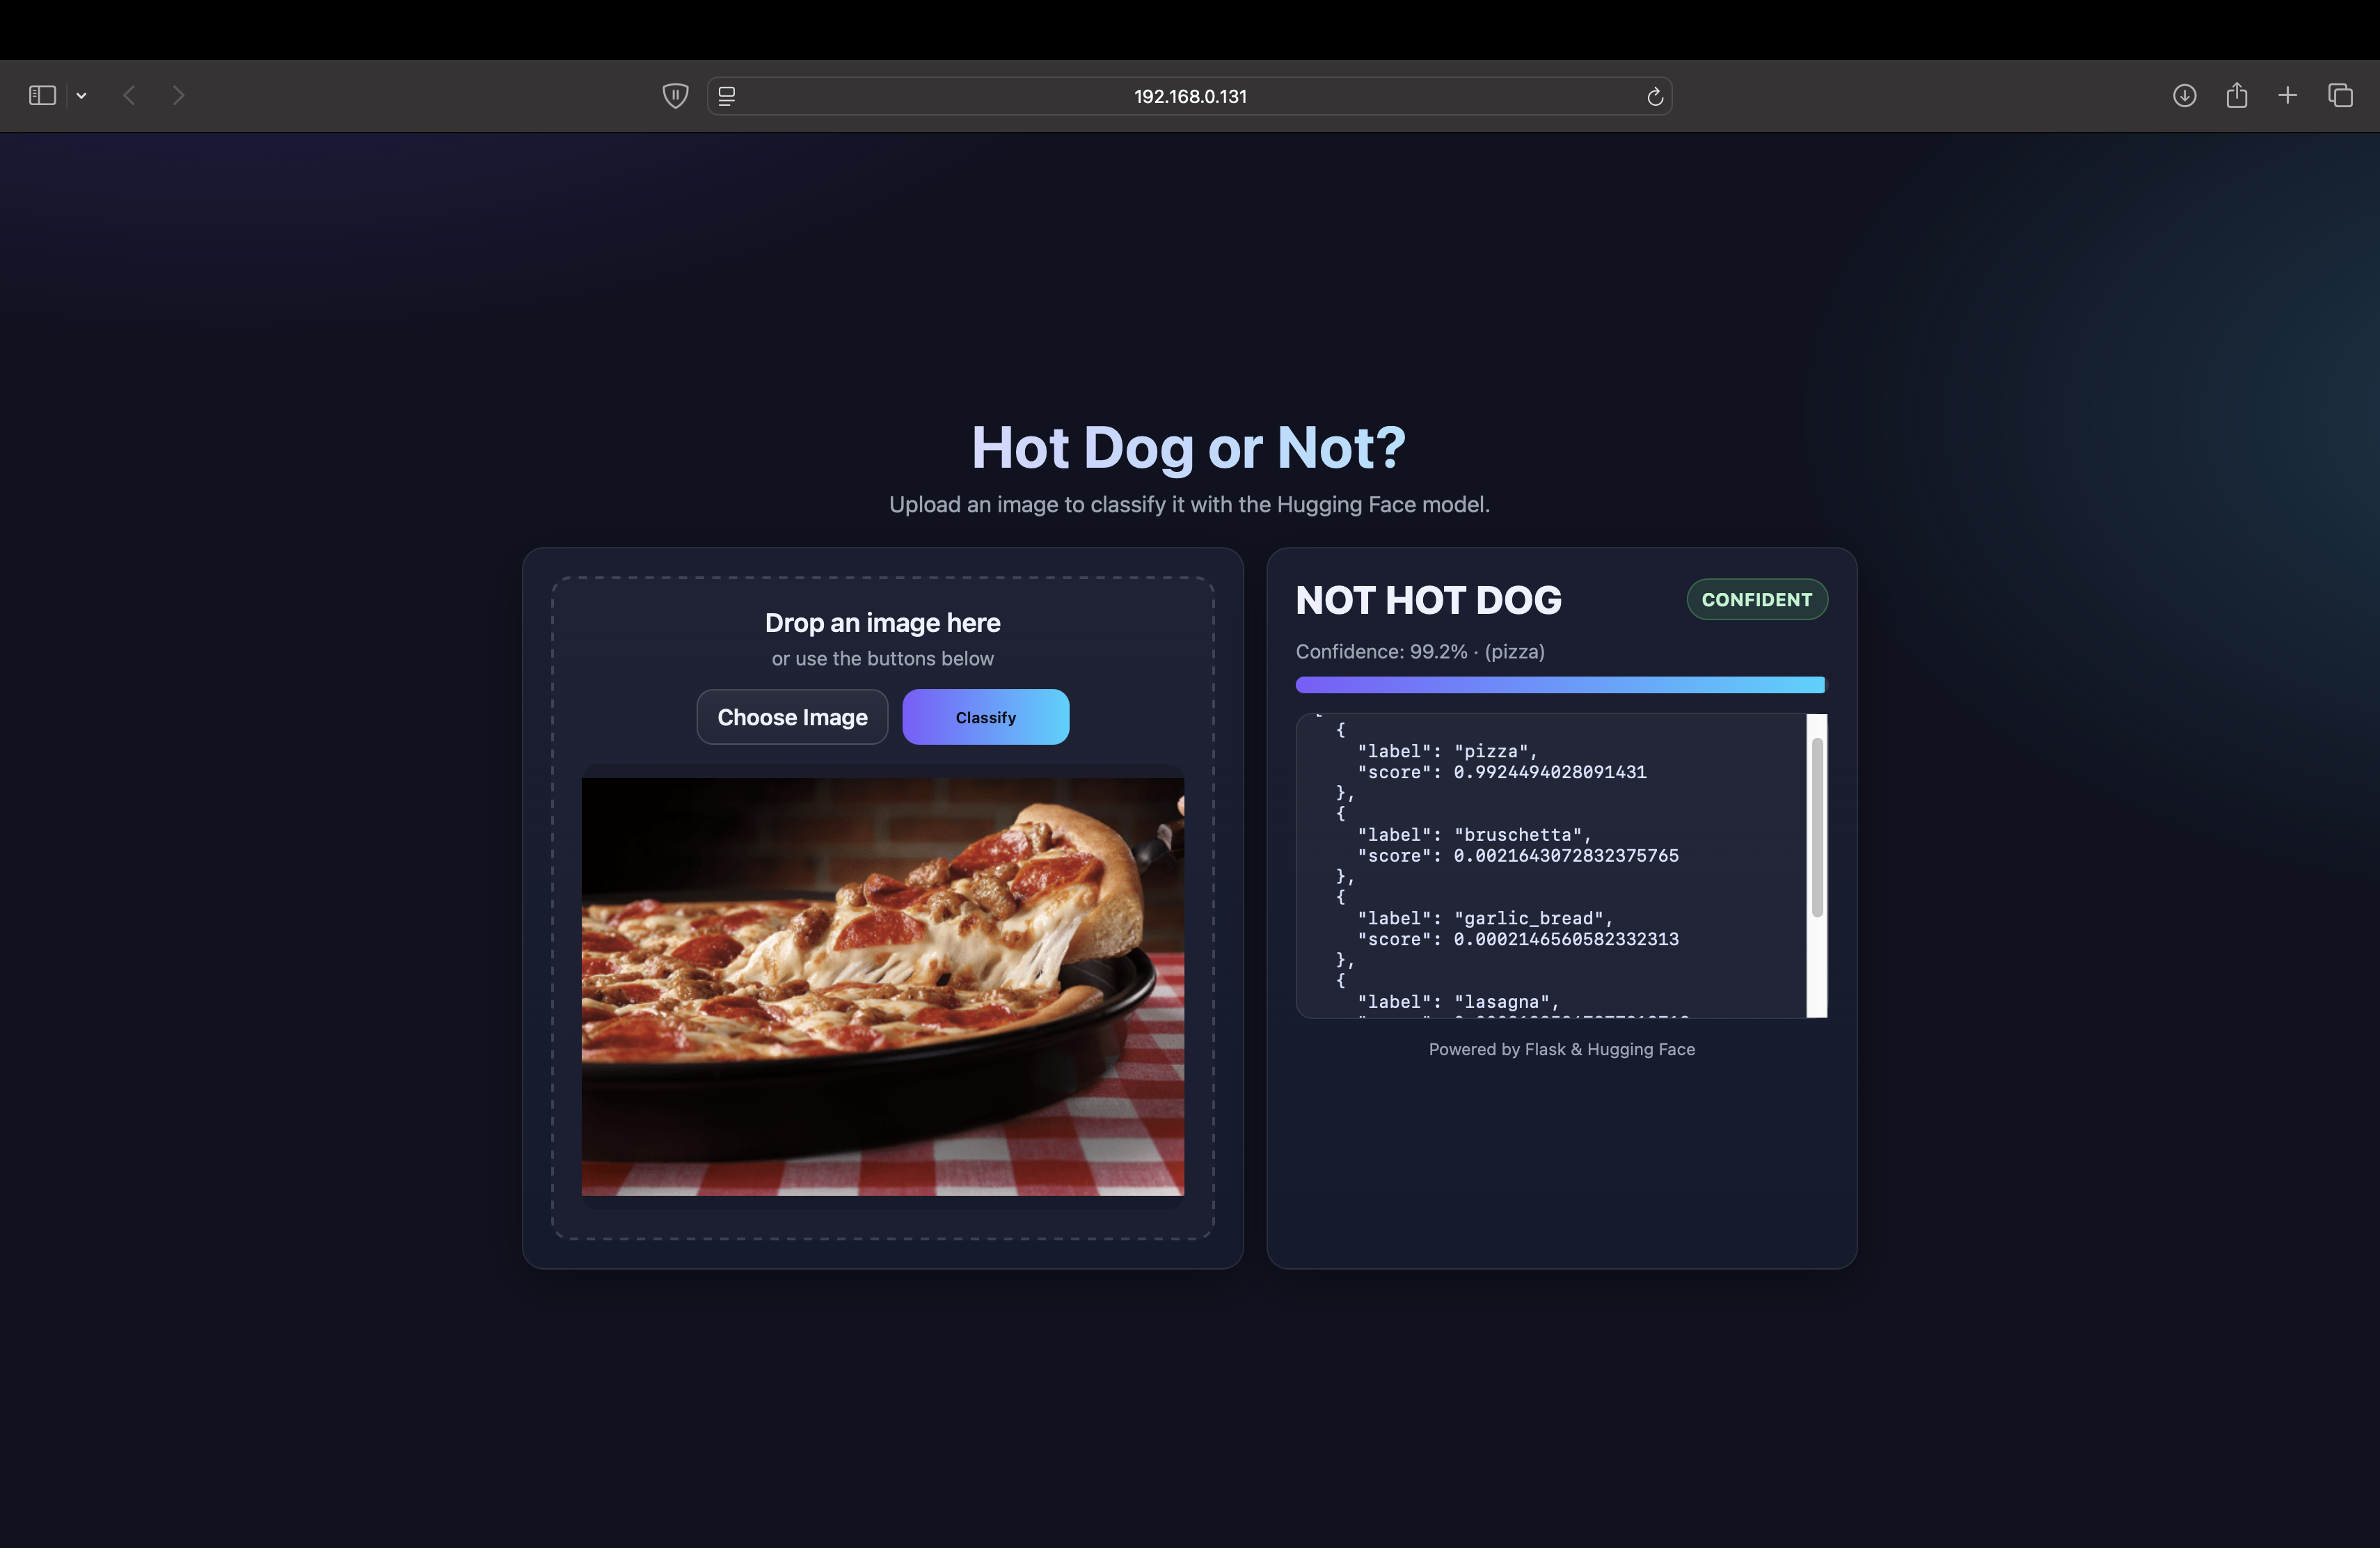 192.168.0.131
Hot Dog or Not?
Upload an image to classify it with the Hugging Face model.
Drop an image here
or use the buttons below
Choose Image
Classify
NOT HOT DOG
CONFIDENT
Confidence: 99.2% · (pizza)
{
"label": "pizza",
"score": 0.9924494028091431
},
{
"label": "bruschetta",
"score": 0.0021643072832375765
},
{
"label": "garlic_bread",
"score": 0.0002146560582332313
},
{
"label": "lasagna",
Powered by Flask & Hugging Face